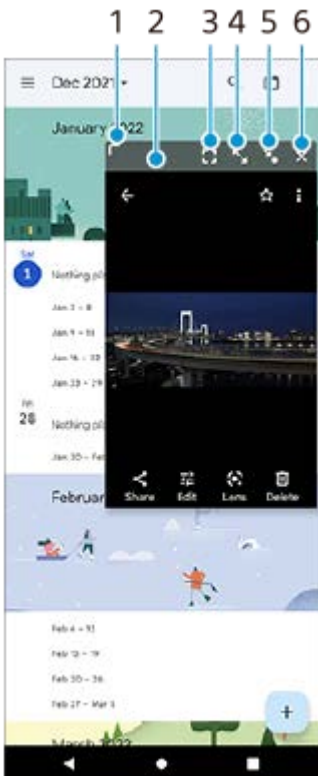 1 2 3 4 5 6
Dec 2021
January 2022
Sat
1
Nothing pl
Jan 2 – 8
Jan 9 – 15
Jan 16 – 22
Jan 23 – 29
Fri
28
Nothing pl
Jan 30 – Fe
Share Edit Lens Delete
Februar
Feb 6 – 12
Feb 13 – 19
Feb 20 – 26
Feb 27 – Mar 5
March 2022